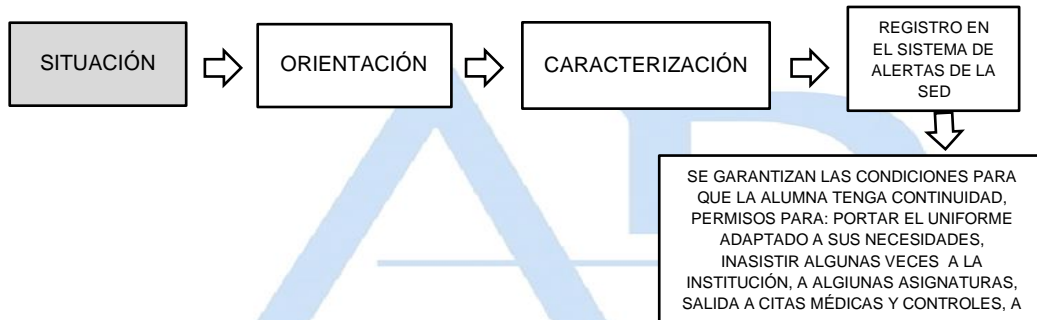 SITUACIÓN
ORIENTACIÓN
CARACTERIZACIÓN
REGISTRO EN
EL SISTEMA DE
ALERTAS DE LA
SED
SE GARANTIZAN LAS CONDICIONES PARA
QUE LA ALUMNA TENGA CONTINUIDAD,
PERMISOS PARA: PORTAR EL UNIFORME
ADAPTADO A SUS NECESIDADES,
INASISTIR ALGUNAS VECES A LA
INSTITUCIÓN, A ALGIUNAS ASIGNATURAS,
SALIDA A CITAS MÉDICAS Y CONTROLES, A